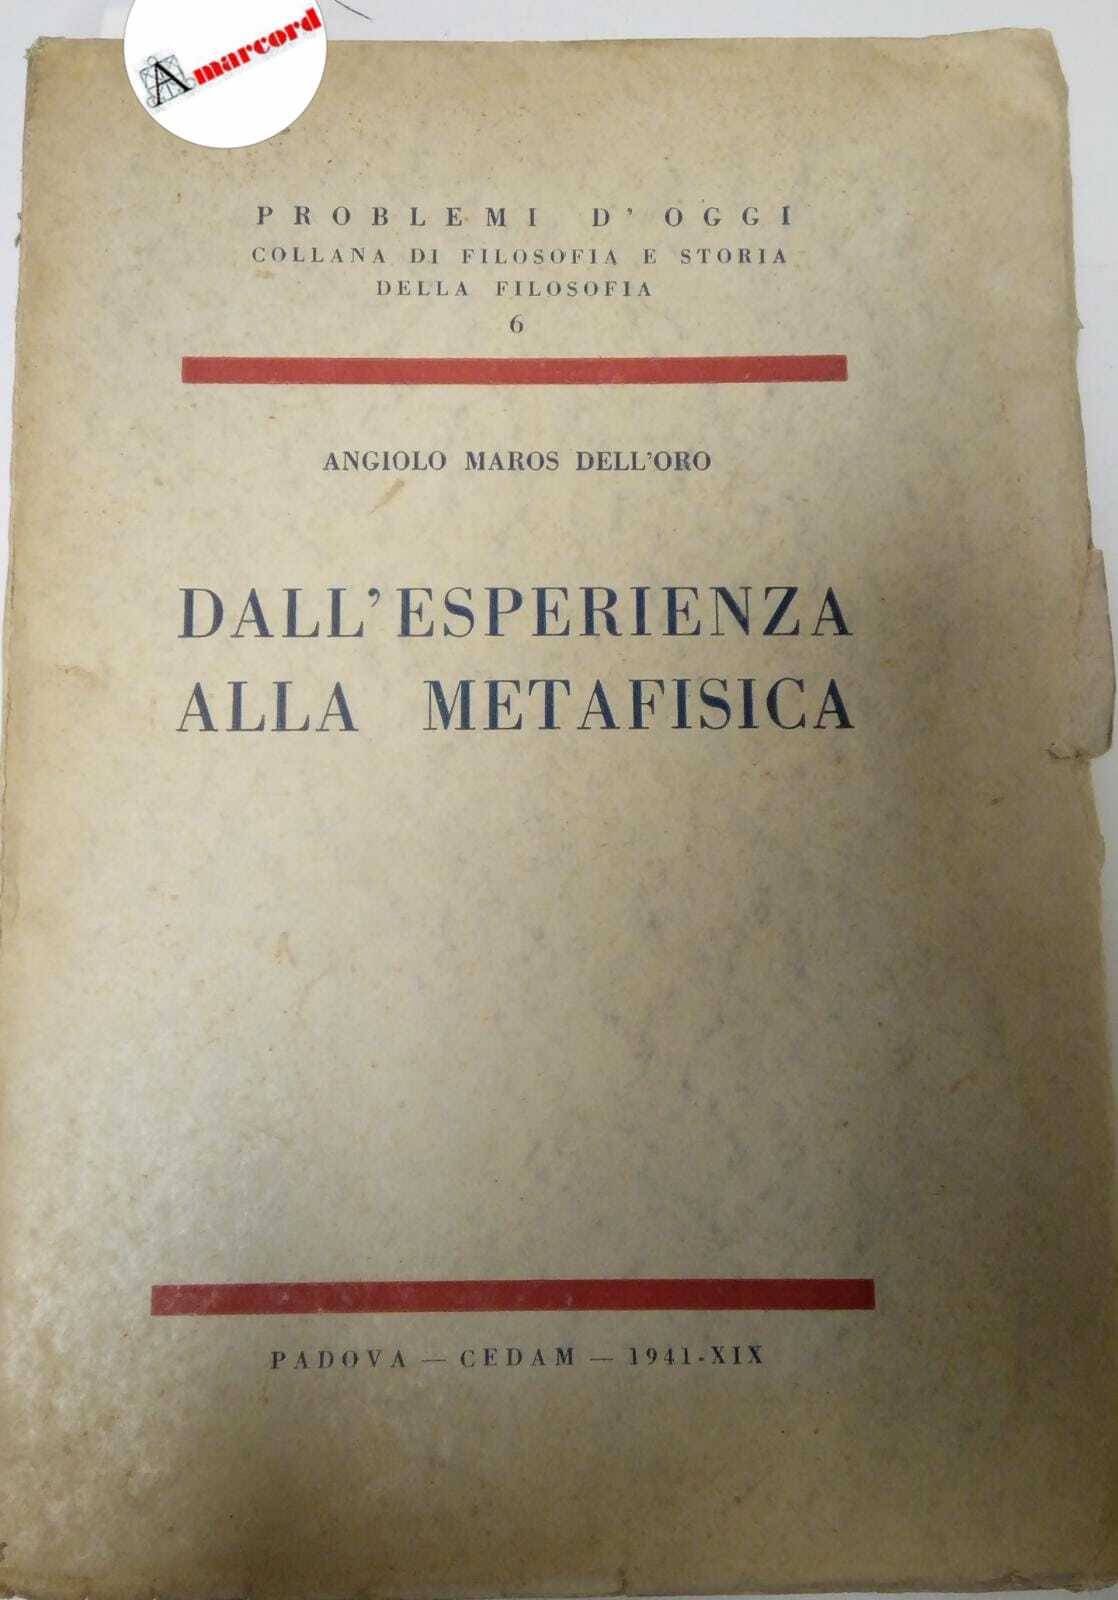 Amarcord
PROBLEMI D'OGGI
COLLANA DI FILOSOFIA E STORIA
DELLA FILOSOFIA
6
ANGIOLO MAROS DELL'ORO
DALL'ESPERIENZA
ALLA METAFISICA
PADOVA — CEDAM — 1941-XIX